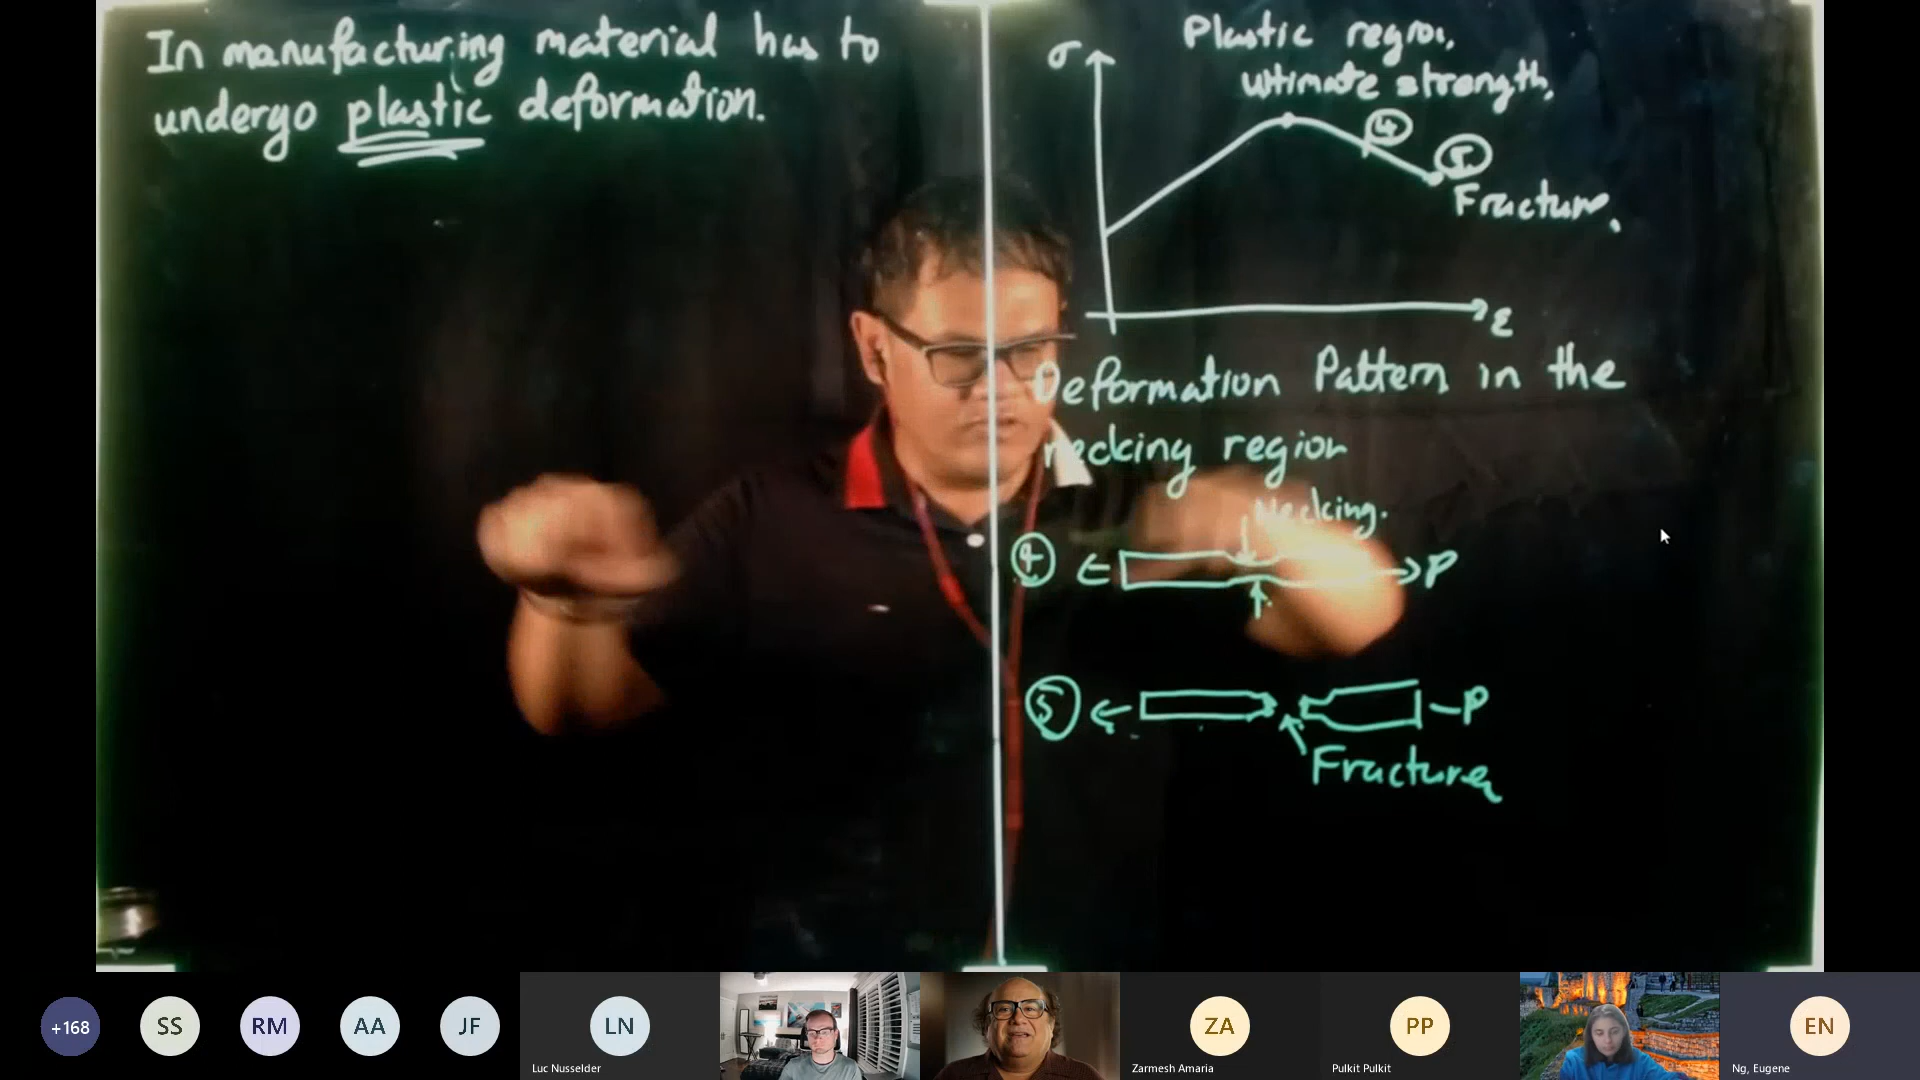 In manufacturing material has to
undergo plastic deformation.
σ
Plastic region,
ultimate strength,
4
5
Fracture,
ε
Deformation Pattern in the
necking region
Necking.
4
P
5
P
Fracture
+168
SS
RM
AA
JF
LN
Luc Nusselder
ZA
Zarmesh Amaria
PP
Pulkit Pulkit
EN
Ng, Eugene